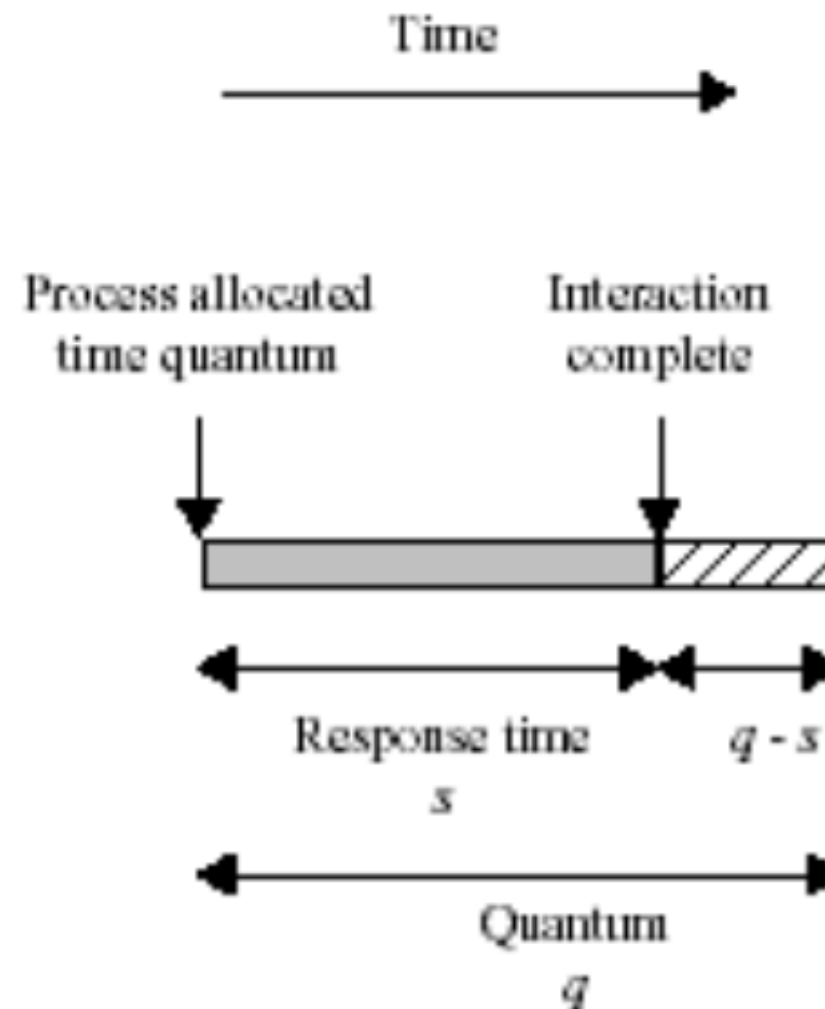 Time
Process allocated
time quantum
Interaction
complete
Response time
s
q - s
Quantum
q